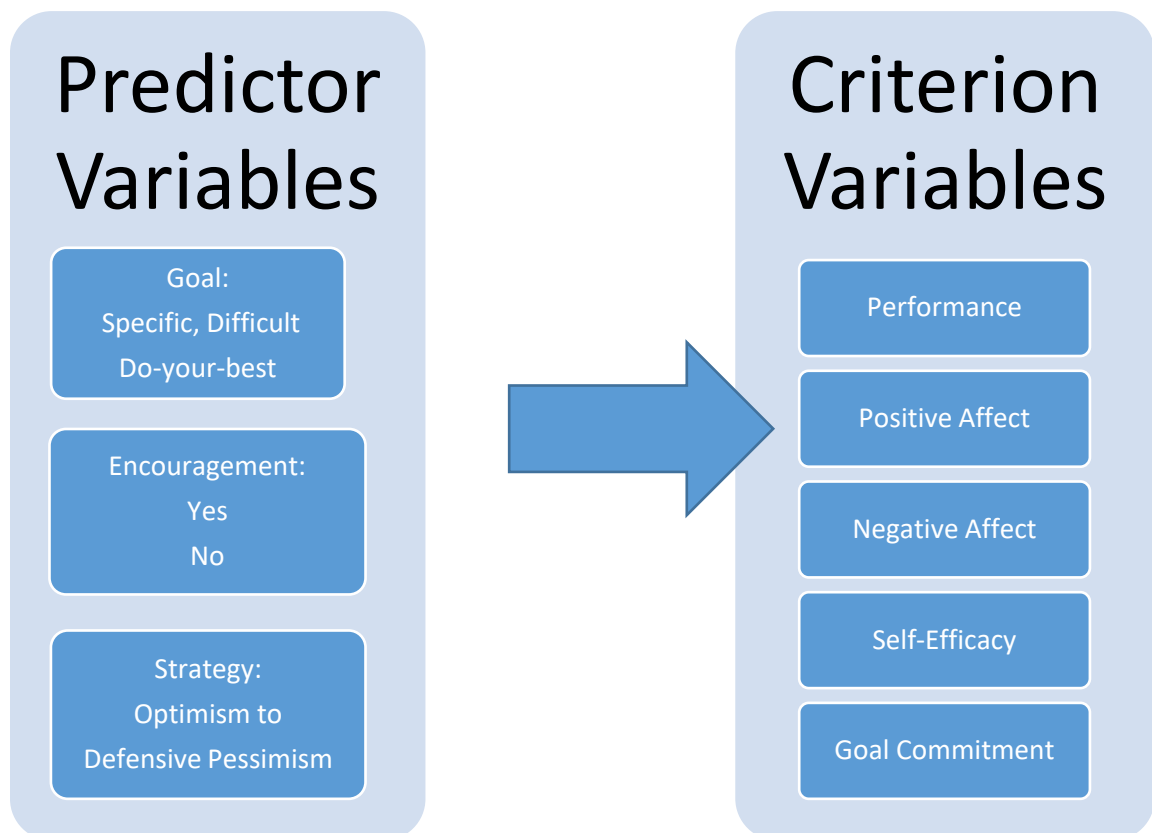 Predictor
Variables
Goal:
Specific, Difficult
Do-your-best
Encouragement:
Yes
No
Strategy:
Optimism to
Defensive Pessimism
Criterion
Variables
Performance
Positive Affect
Negative Affect
Self-Efficacy
Goal Commitment